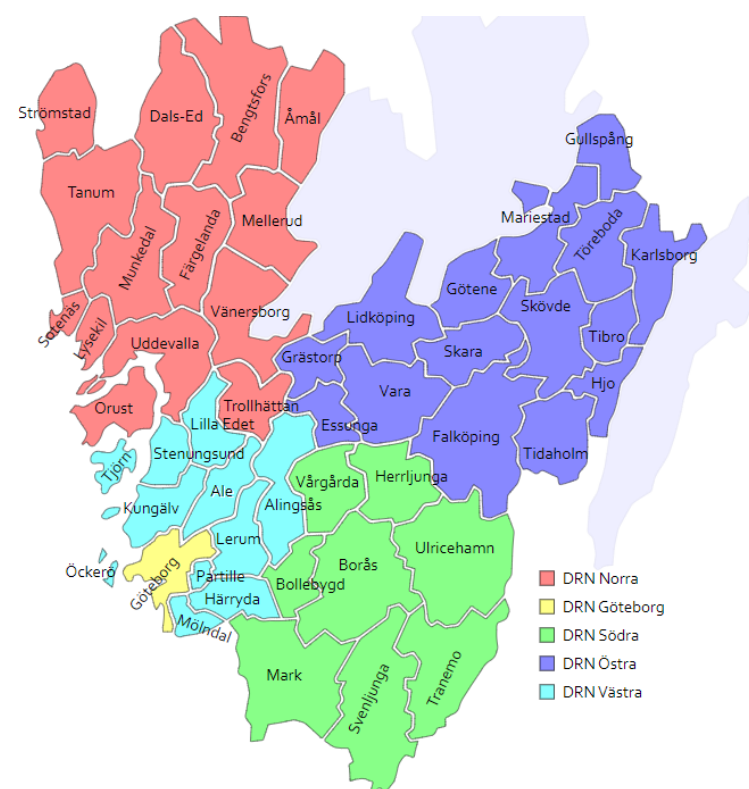 Strömstad
Dals-Ed
Bengtsfors
Åmål
Gullspång
Tanum
Mellerud
Mariestad
Töreboda
Munkedal
Färgelanda
Karlsborg
Götene
Skövde
Vänersborg
Lidköping
Sotenäs
Lysekil
Uddevalla
Tibro
Grästorp
Skara
Hjo
Vara
Orust
Trollhättan
Lilla Edet
Essunga
Falköping
Stenungsund
Tidaholm
Tjörn
Vårgårda
Herrljunga
Ale
Kungälv
Alingsås
Lerum
Ulricehamn
Borås
Öckerö
Göteborg
Partille
Bollebygd
Härryda
Mölndal
Mark
Svenljunga
Tranemo
DRN Norra
DRN Göteborg
DRN Södra
DRN Östra
DRN Västra